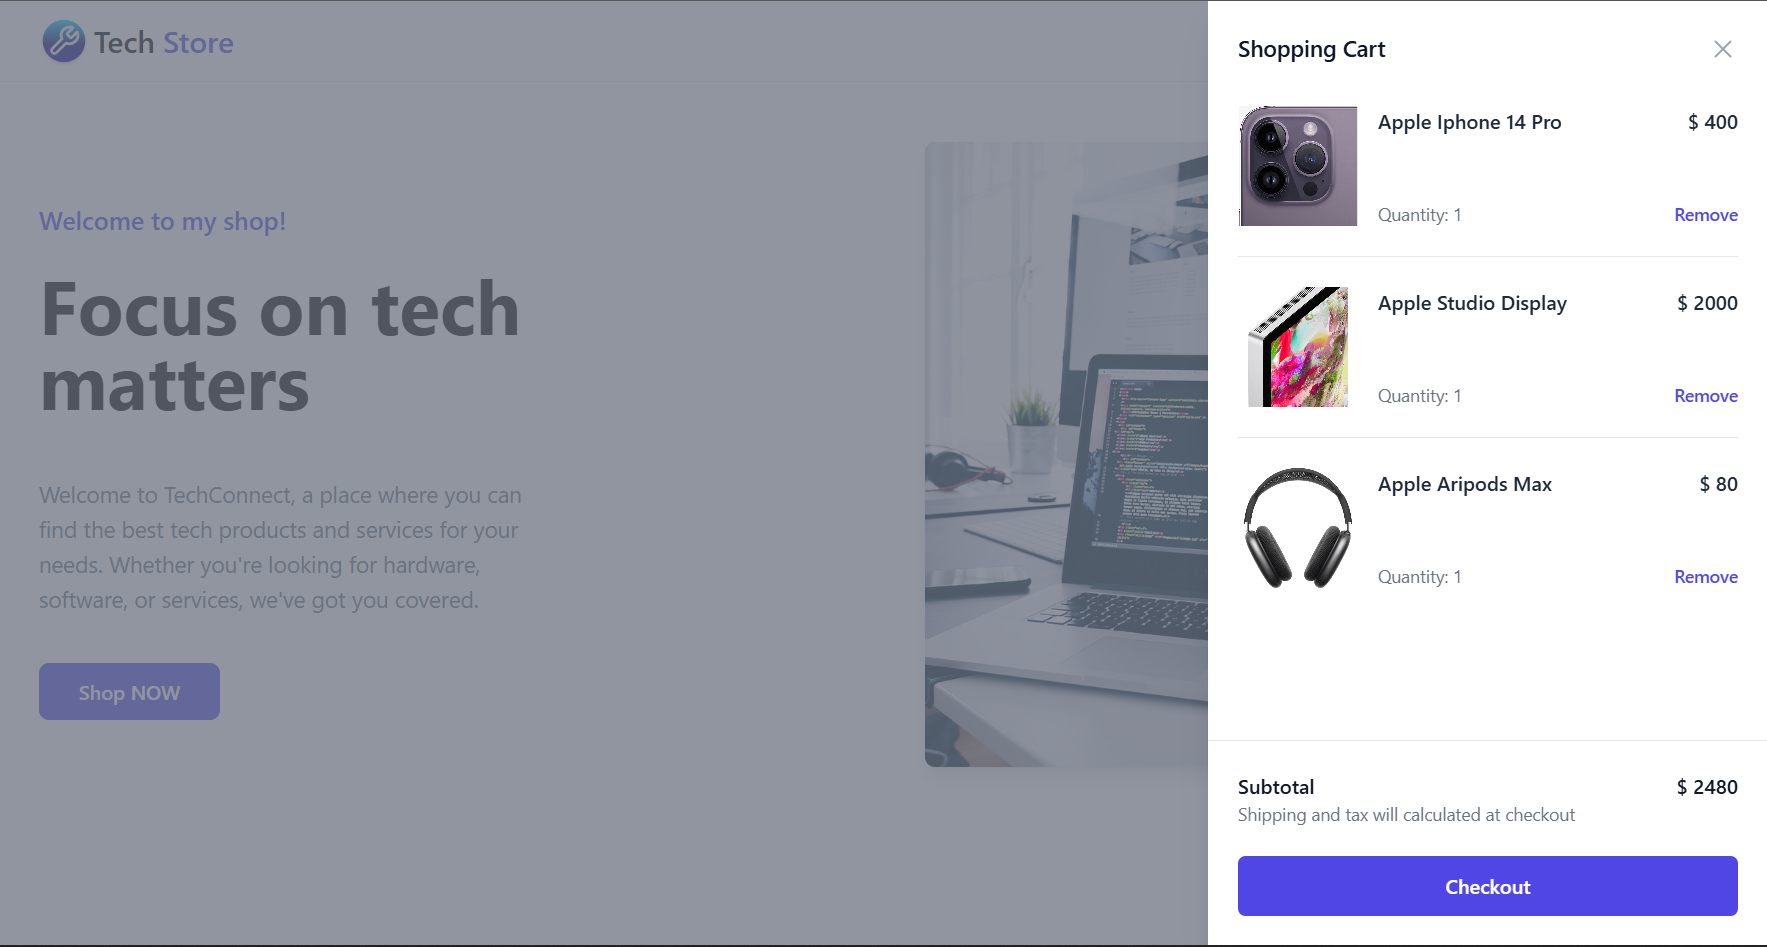 Tech Store
Welcome to my shop!
Focus on tech
matters
Welcome to TechConnect, a place where you can
find the best tech products and services for your
needs. Whether you're looking for hardware,
software, or services, we've got you covered.
Shop NOW
Shopping Cart
Apple Iphone 14 Pro
$ 400
Quantity: 1
Remove
Apple Studio Display
$ 2000
Quantity: 1
Remove
Apple Aripods Max
$ 80
Quantity: 1
Remove
Subtotal
$ 2480
Shipping and tax will calculated at checkout
Checkout